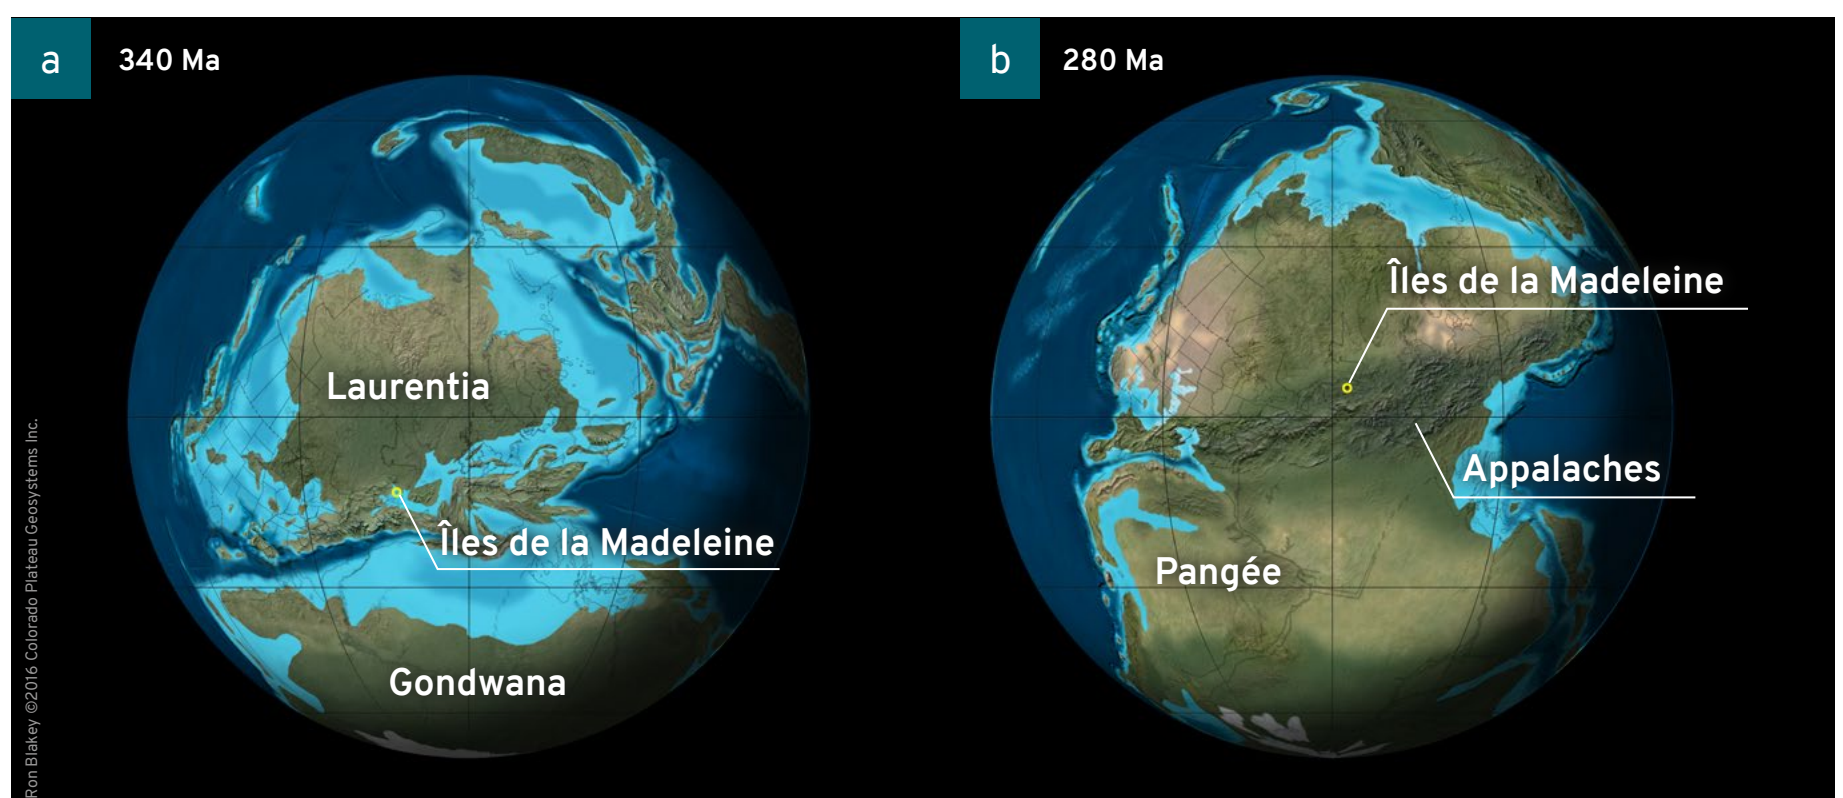 a
340 Ma
Laurentia
Îles de la Madeleine
Gondwana
b
280 Ma
Îles de la Madeleine
Appalaches
Pangée
Ron Blakey ©2016 Colorado Plateau Geosystems Inc.